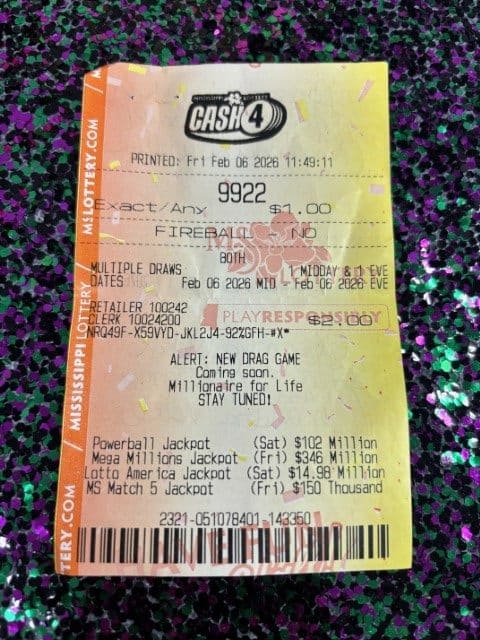 MISSISSIPPI LOTTERY
CASH 4
PRINTED: Fri Feb 06 2026 11:49:11
9922
Exact/Any $1.00
FIREBALL - NO
BOTH
MULTIPLE DRAWS 1 MIDDAY & 1 EVE
DATES Feb 06 2026 MID - Feb 06 2026 EVE
PLAYRESPONSIBLY
RETAILER 100242
CLERK 10024200 $2.00
NRQ49F-X59VYD-JKL2J4-92%GFH-#X*
ALERT: NEW DRAG GAME
Coming soon.
Millionaire for Life
STAY TUNED!
Powerball Jackpot (Sat) $102 Million
Mega Millions Jackpot (Fri) $346 Million
Lotto America Jackpot (Sat) $14.98 Million
MS Match 5 Jackpot (Fri) $150 Thousand
2321-051078401-143350
MSLOTTERY.COM
/ MISSISSIPPI LOTTERY /
TERY.COM